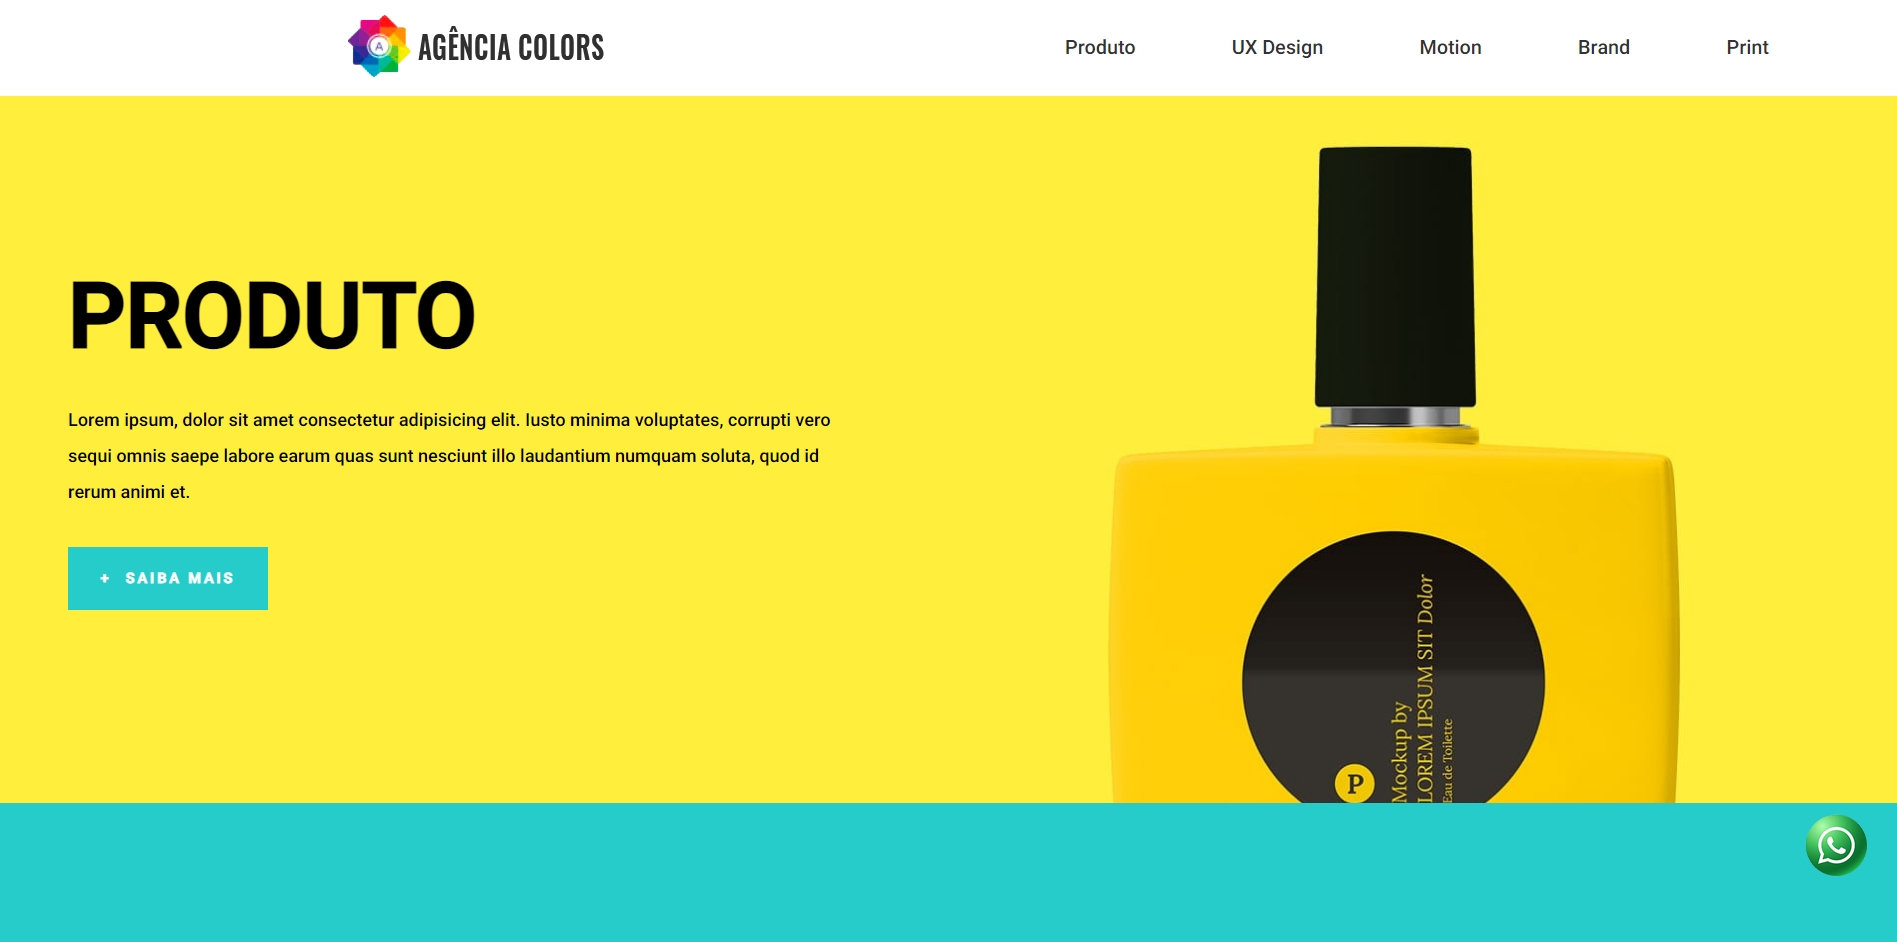 A
AGÊNCIA COLORS
Produto
UX Design
Motion
Brand
Print
PRODUTO
Lorem ipsum, dolor sit amet consectetur adipisicing elit. Iusto minima voluptates, corrupti vero
sequi omnis saepe labore earum quas sunt nesciunt illo laudantium numquam soluta, quod id
rerum animi et.
+ SAIBA MAIS
P
Mockup by
LOREM IPSUM SIT Dolor
Eau de Toilette